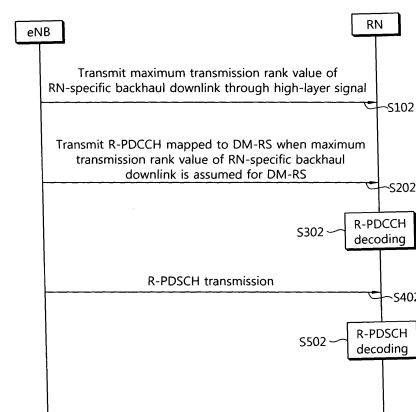 eNB
RN
Transmit maximum transmission rank value of
RN-specific backhaul downlink through high-layer signal
S102
Transmit R-PDCCH mapped to DM-RS when maximum
transmission rank value of RN-specific backhaul
downlink is assumed for DM-RS
S202
S302
R-PDCCH
decoding
R-PDSCH transmission
S402
S502
R-PDSCH
decoding